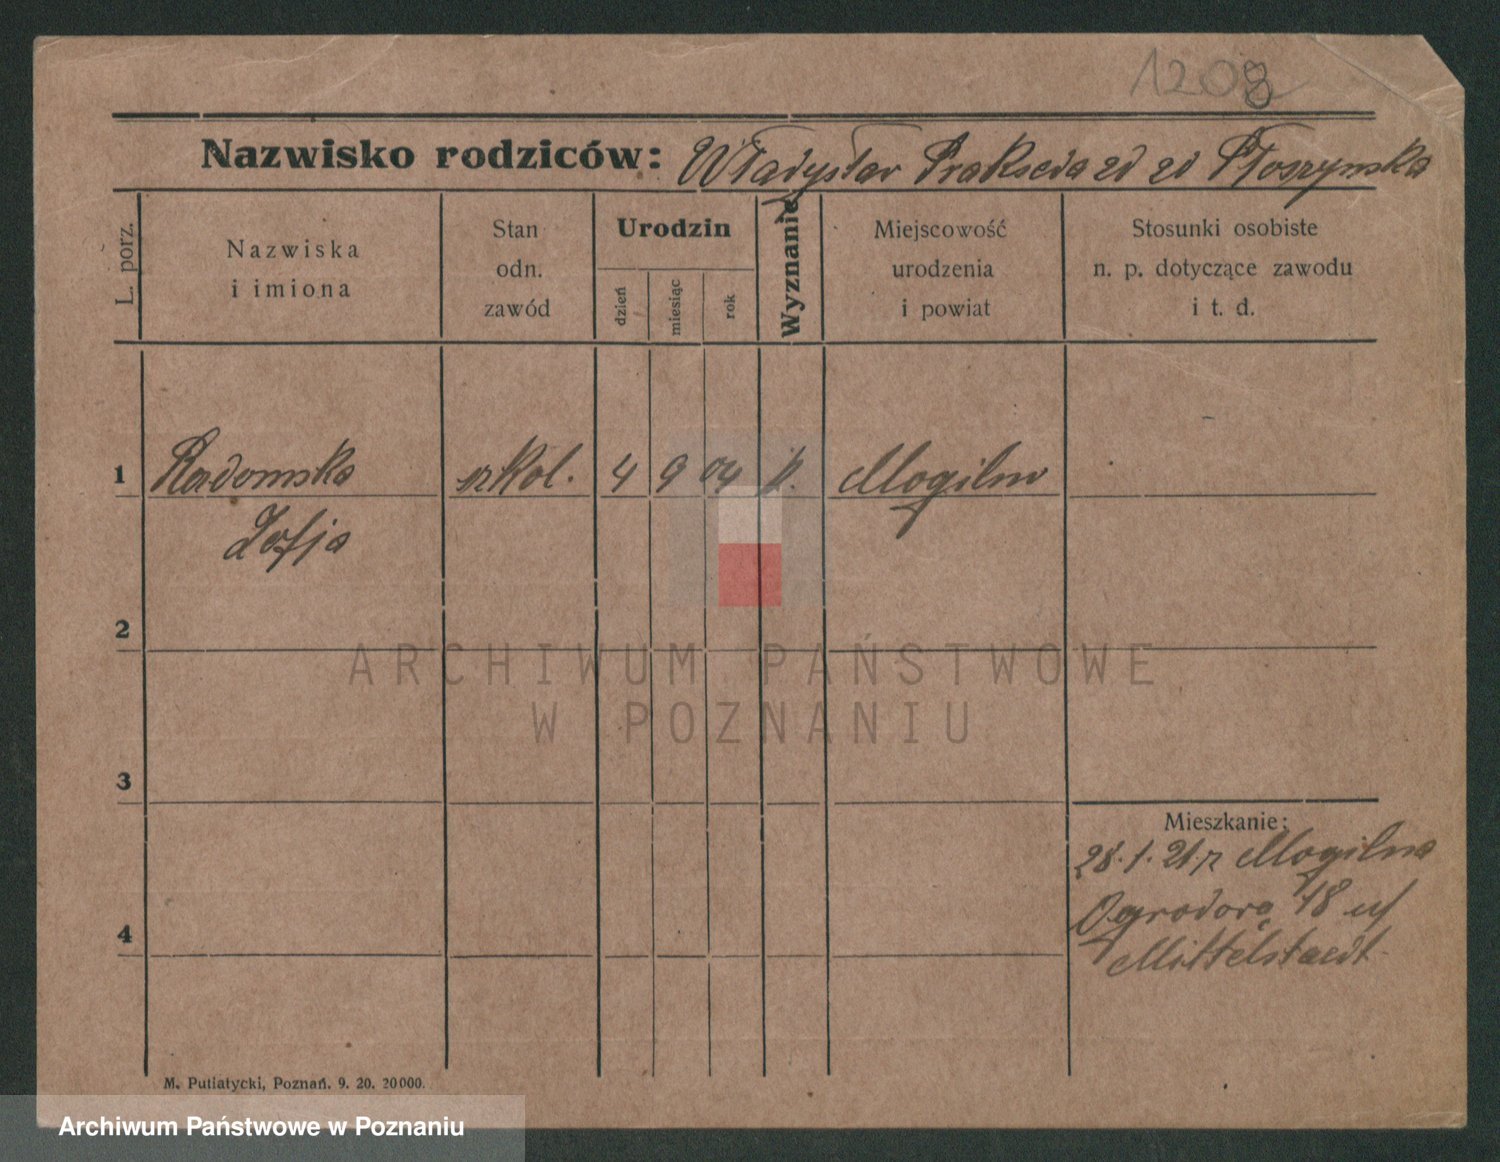 1208
Nazwisko rodziców: Władysław Prakseda zd Płoszynska
L. porz.
Nazwiska
i imiona
Stan
odn.
zawód
Urodzin
dzień
miesiąc
rok
Wyznanie
Miejscowość
urodzenia
i powiat
Stosunki osobiste
n. p. dotyczące zawodu
i t. d.
1 Radomska szkol. 4 9 04 k. Mogilno
Zofja
2
ARCHIWUM PAŃSTWOWE
W POZNANIU
3
Mieszkanie:
28.1.21.r Mogilno
Ogrodowa 18 u/
4
Mittelstaedt.
M. Putiatycki, Poznań. 9. 20. 20000.
Archiwum Państwowe w Poznaniu